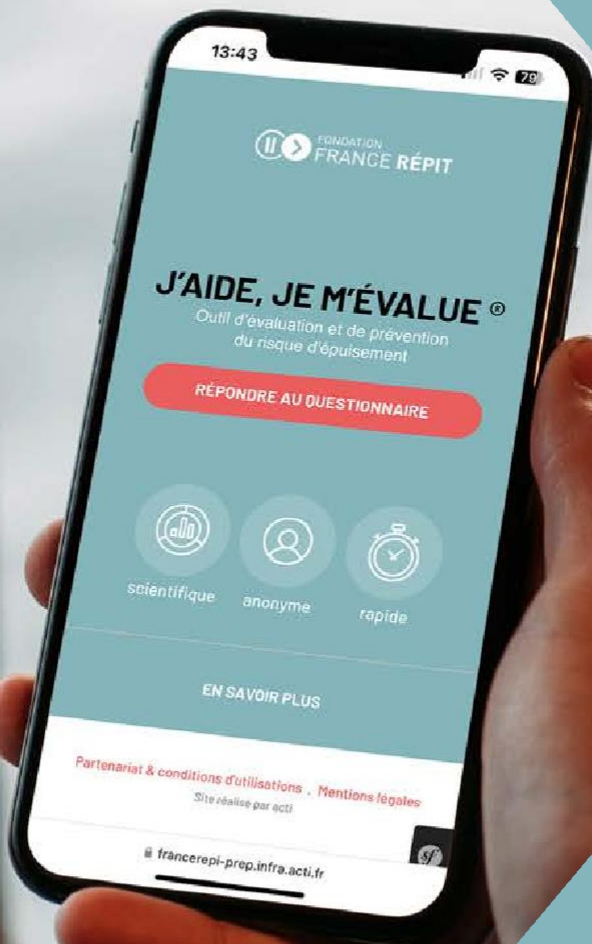 13:43
79
FONDATION
FRANCE RÉPIT
J'AIDE, JE M'ÉVALUE ®
Outil d'évaluation et de prévention
du risque d'épuisement
RÉPONDRE AU QUESTIONNAIRE
scientifique
anonyme
rapide
EN SAVOIR PLUS
Partenariat & conditions d'utilisations . Mentions légales
Site réalisé par acti
francerepi-prep.infra.acti.fr
sf